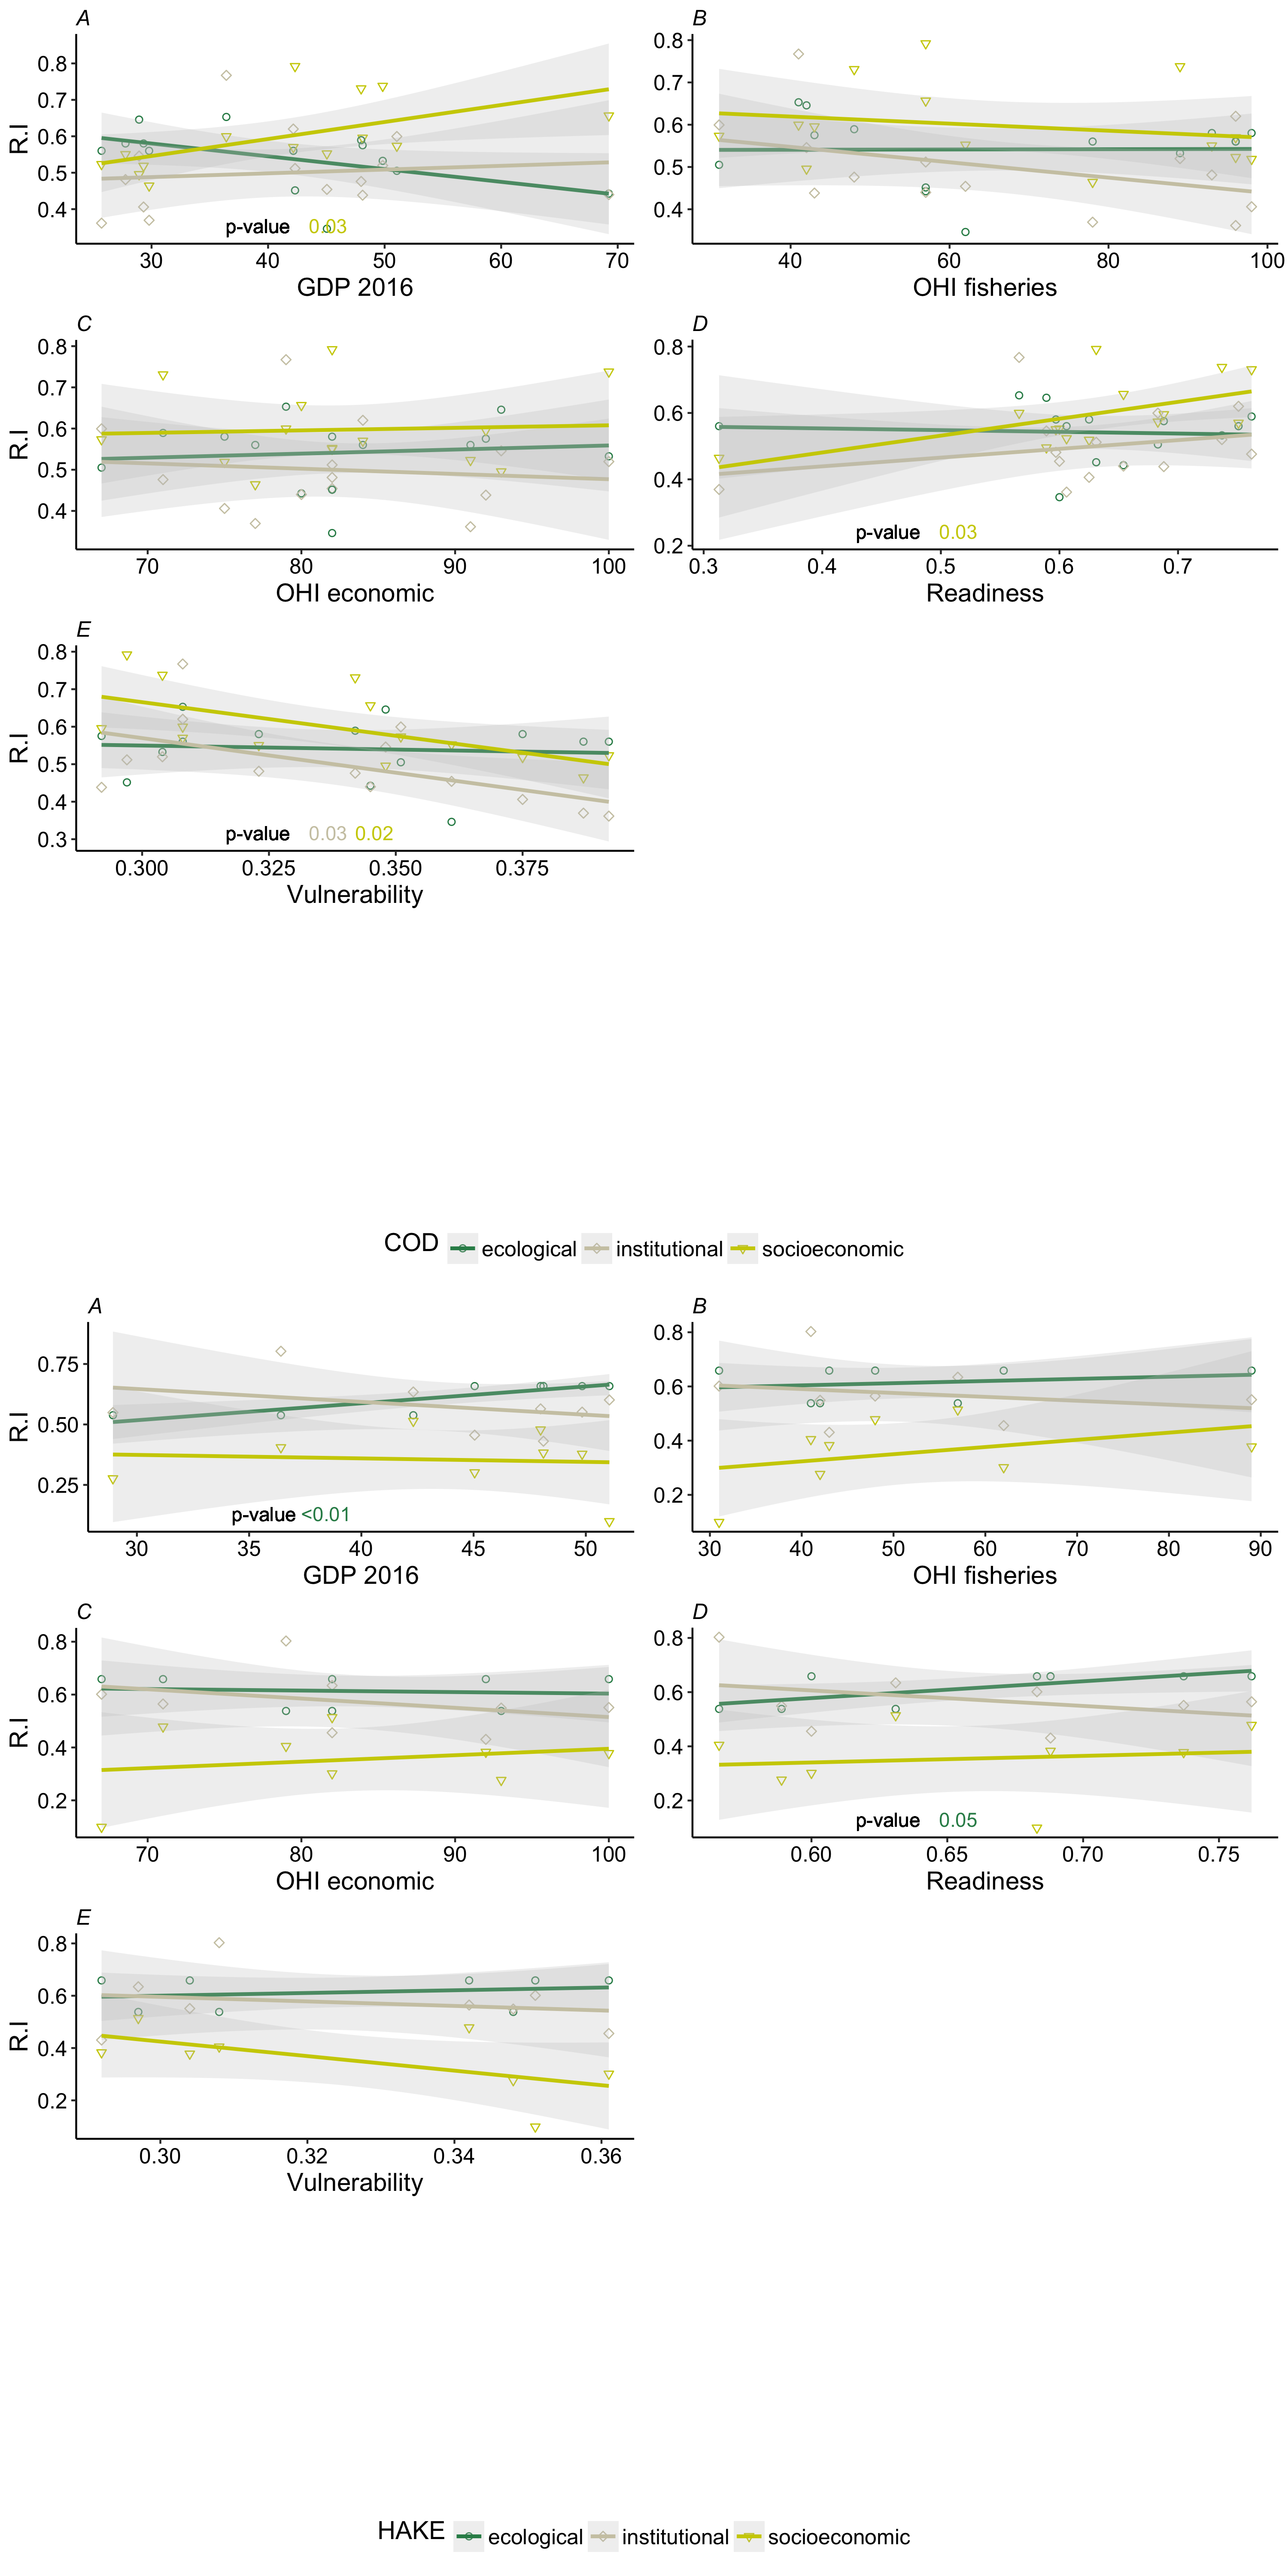 A
R.I
0.8
0.7
0.6
0.5
0.4
p-value 0.03
30 40 50 60 70
GDP 2016
B
0.8
0.7
0.6
0.5
0.4
40 60 80 100
OHI fisheries
C
R.I
0.8
0.7
0.6
0.5
0.4
70 80 90 100
OHI economic
D
0.8
0.6
0.4
0.2
p-value 0.03
0.3 0.4 0.5 0.6 0.7
Readiness
E
R.I
0.8
0.7
0.6
0.5
0.4
0.3
p-value 0.03 0.02
0.300 0.325 0.350 0.375
Vulnerability
COD ecological institutional socioeconomic
A
R.I
0.75
0.50
0.25
p-value <0.01
30 35 40 45 50
GDP 2016
B
0.8
0.6
0.4
0.2
30 40 50 60 70 80 90
OHI fisheries
C
R.I
0.8
0.6
0.4
0.2
70 80 90 100
OHI economic
D
0.8
0.6
0.4
0.2
p-value 0.05
0.60 0.65 0.70 0.75
Readiness
E
R.I
0.8
0.6
0.4
0.2
0.30 0.32 0.34 0.36
Vulnerability
HAKE ecological institutional socioeconomic